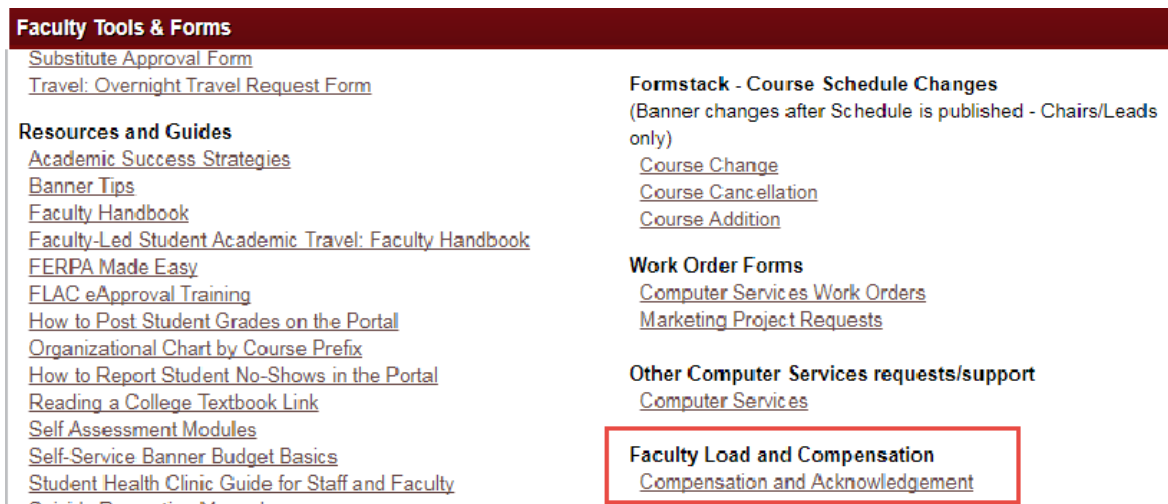 Faculty Tools & Forms
Substitute Approval Form
Travel: Overnight Travel Request Form
Resources and Guides
Academic Success Strategies
Banner Tips
Faculty Handbook
Faculty-Led Student Academic Travel: Faculty Handbook
FERPA Made Easy
FLAC eApproval Training
How to Post Student Grades on the Portal
Organizational Chart by Course Prefix
How to Report Student No-Shows in the Portal
Reading a College Textbook Link
Self Assessment Modules
Self-Service Banner Budget Basics
Student Health Clinic Guide for Staff and Faculty
Formstack - Course Schedule Changes
(Banner changes after Schedule is published - Chairs/Leads
only)
Course Change
Course Cancellation
Course Addition
Work Order Forms
Computer Services Work Orders
Marketing Project Requests
Other Computer Services requests/support
Computer Services
Faculty Load and Compensation
Compensation and Acknowledgement